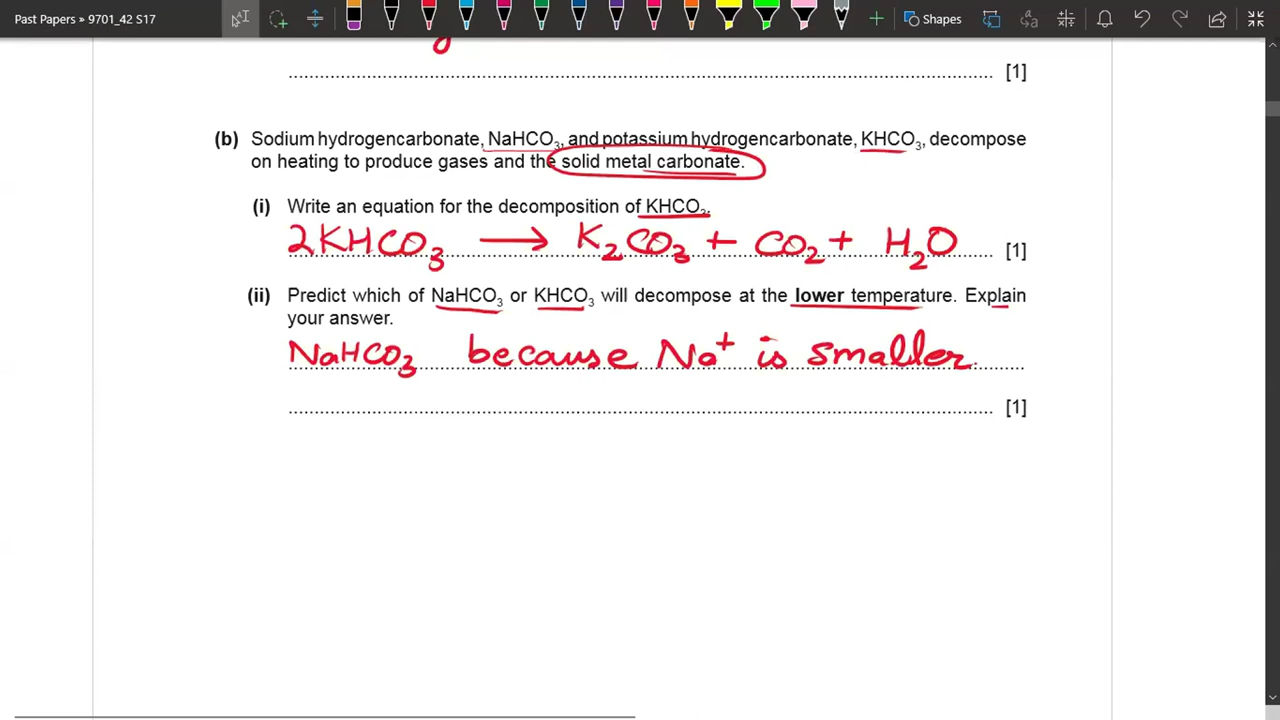 Past Papers » 9701_42 S17
Shapes
[1]
(b) Sodium hydrogencarbonate, NaHCO₃, and potassium hydrogencarbonate, KHCO₃, decompose
on heating to produce gases and the solid metal carbonate.
(i) Write an equation for the decomposition of KHCO₃.
2KHCO₃ → K₂CO₃ + CO₂ + H₂O [1]
(ii) Predict which of NaHCO₃ or KHCO₃ will decompose at the lower temperature. Explain
your answer.
NaHCO₃ because Na⁺ is smaller.
[1]